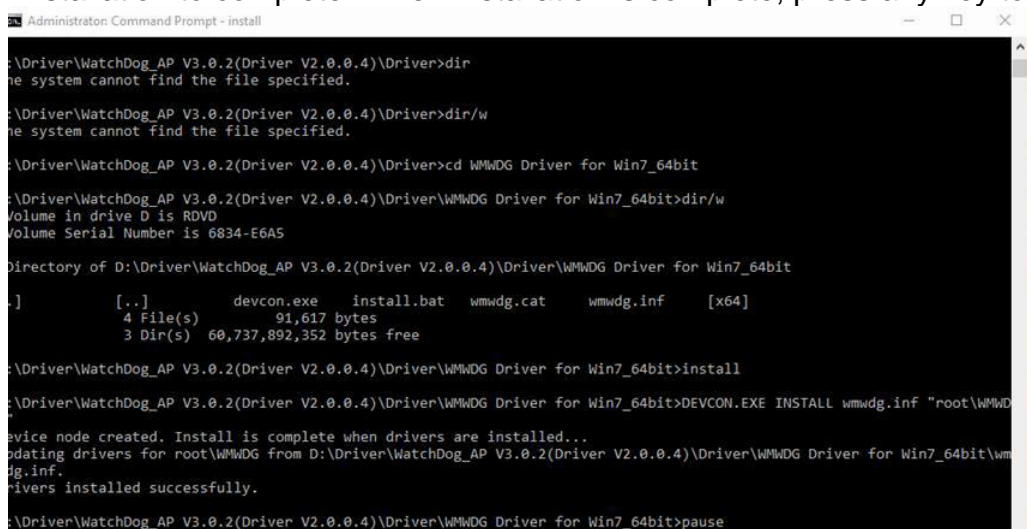 installation to complete. When installation is complete, press any key to
Administrator: Command Prompt - install
:\Driver\WatchDog_AP V3.0.2(Driver V2.0.0.4)\Driver>dir
he system cannot find the file specified.
:\Driver\WatchDog_AP V3.0.2(Driver V2.0.0.4)\Driver>dir/w
he system cannot find the file specified.
:\Driver\WatchDog_AP V3.0.2(Driver V2.0.0.4)\Driver>cd WMWDG Driver for Win7_64bit
:\Driver\WatchDog_AP V3.0.2(Driver V2.0.0.4)\Driver\WMWDG Driver for Win7_64bit>dir/w
Volume in drive D is RDVD
Volume Serial Number is 6834-E6A5
Directory of D:\Driver\WatchDog_AP V3.0.2(Driver V2.0.0.4)\Driver\WMWDG Driver for Win7_64bit
.] [..] devcon.exe install.bat wmwdg.cat wmwdg.inf [x64]
4 File(s) 91,617 bytes
3 Dir(s) 60,737,892,352 bytes free
:\Driver\WatchDog_AP V3.0.2(Driver V2.0.0.4)\Driver\WMWDG Driver for Win7_64bit>install
:\Driver\WatchDog_AP V3.0.2(Driver V2.0.0.4)\Driver\WMWDG Driver for Win7_64bit>DEVCON.EXE INSTALL wmwdg.inf "root\WMWD
"
evice node created. Install is complete when drivers are installed...
pdating drivers for root\WMWDG from D:\Driver\WatchDog_AP V3.0.2(Driver V2.0.0.4)\Driver\WMWDG Driver for Win7_64bit\wm
dg.inf.
rivers installed successfully.
:\Driver\WatchDog_AP V3.0.2(Driver V2.0.0.4)\Driver\WMWDG Driver for Win7_64bit>pause